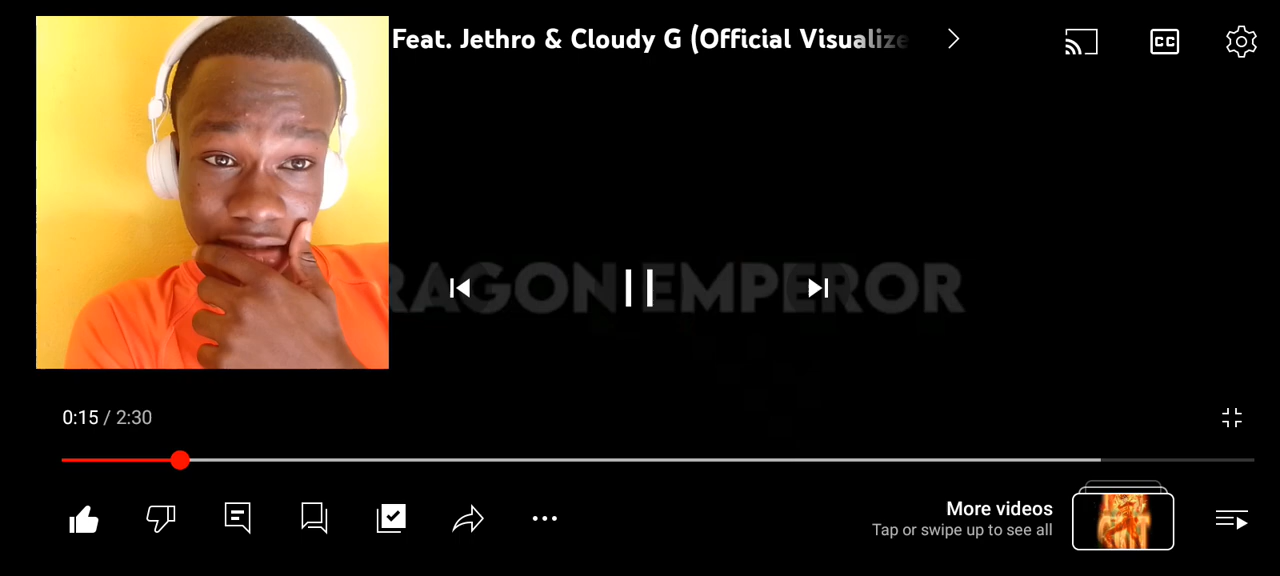 Feat. Jethro & Cloudy G (Official Visualize
CC
RAGON EMPEROR
0:15 / 2:30
More videos
Tap or swipe up to see all